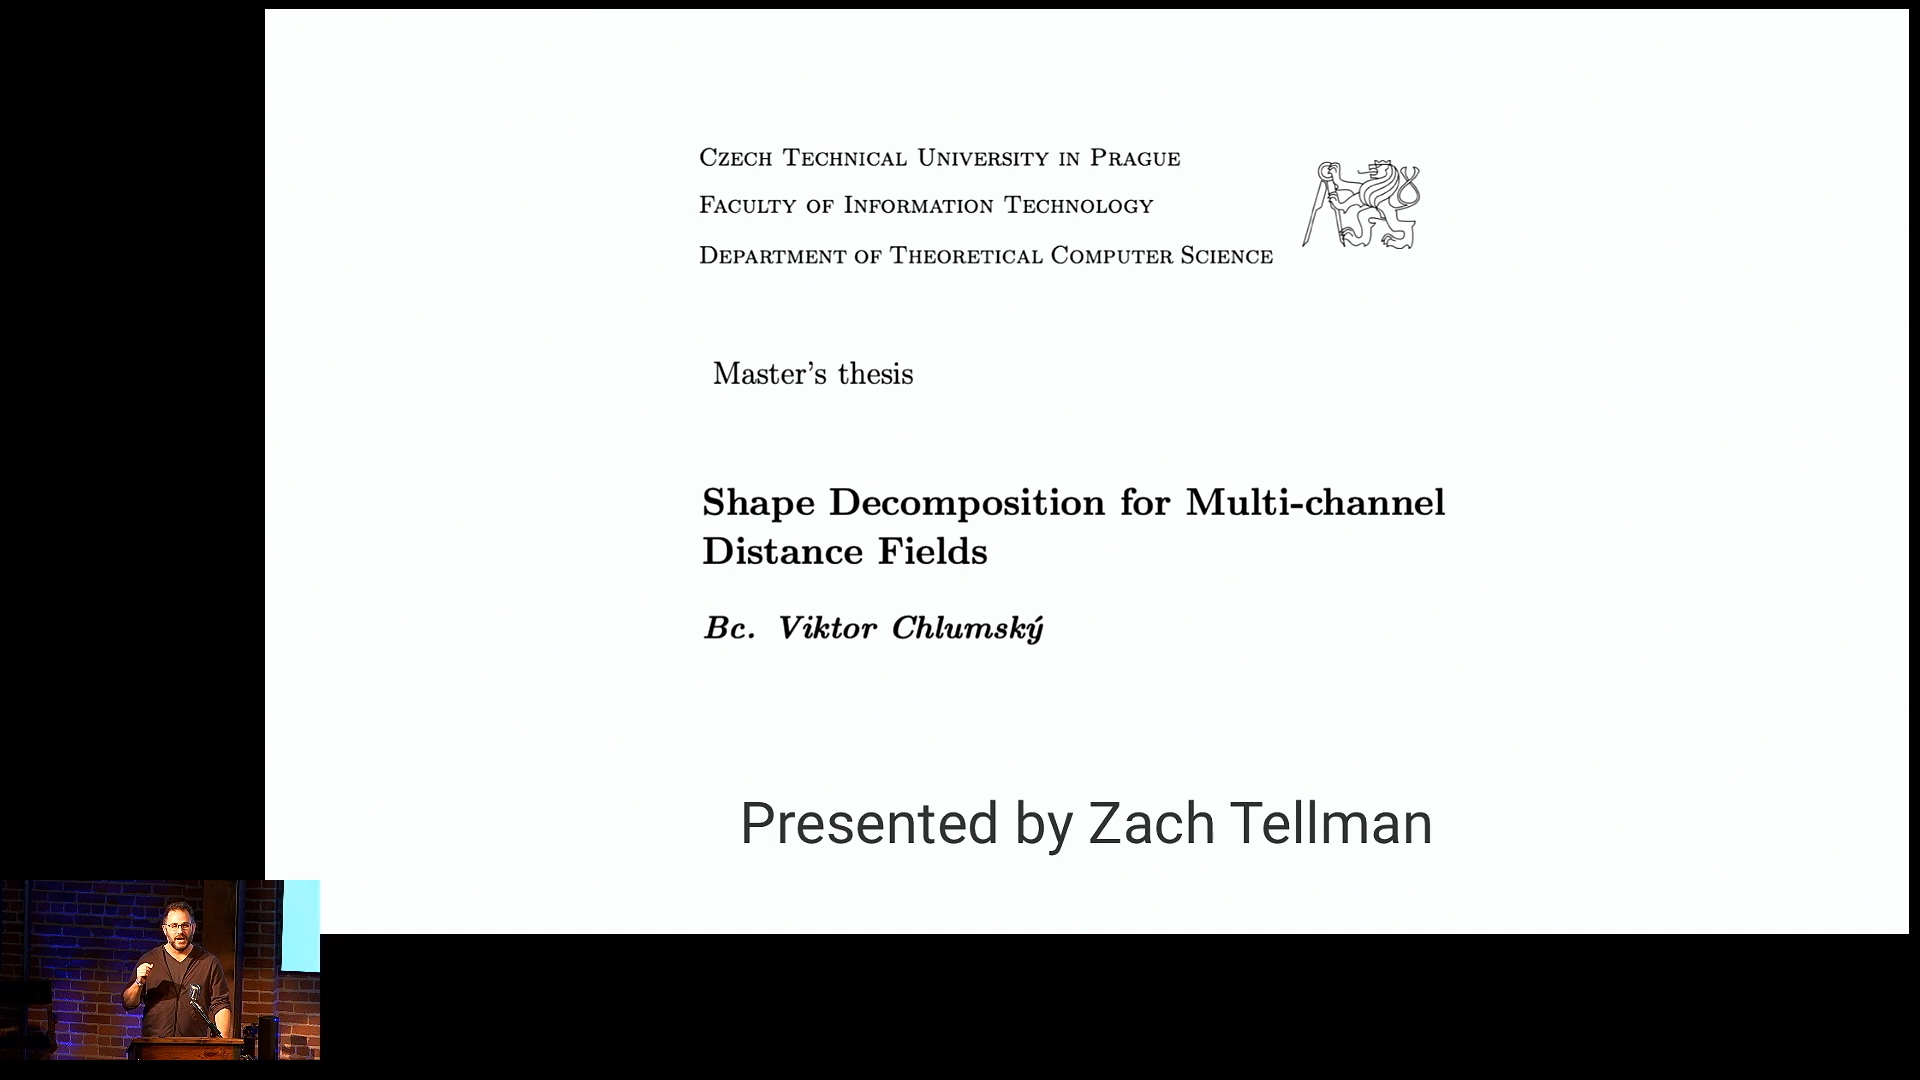 Czech Technical University in Prague
Faculty of Information Technology
Department of Theoretical Computer Science
Master's thesis
Shape Decomposition for Multi-channel
Distance Fields
Bc. Viktor Chlumský
Presented by Zach Tellman